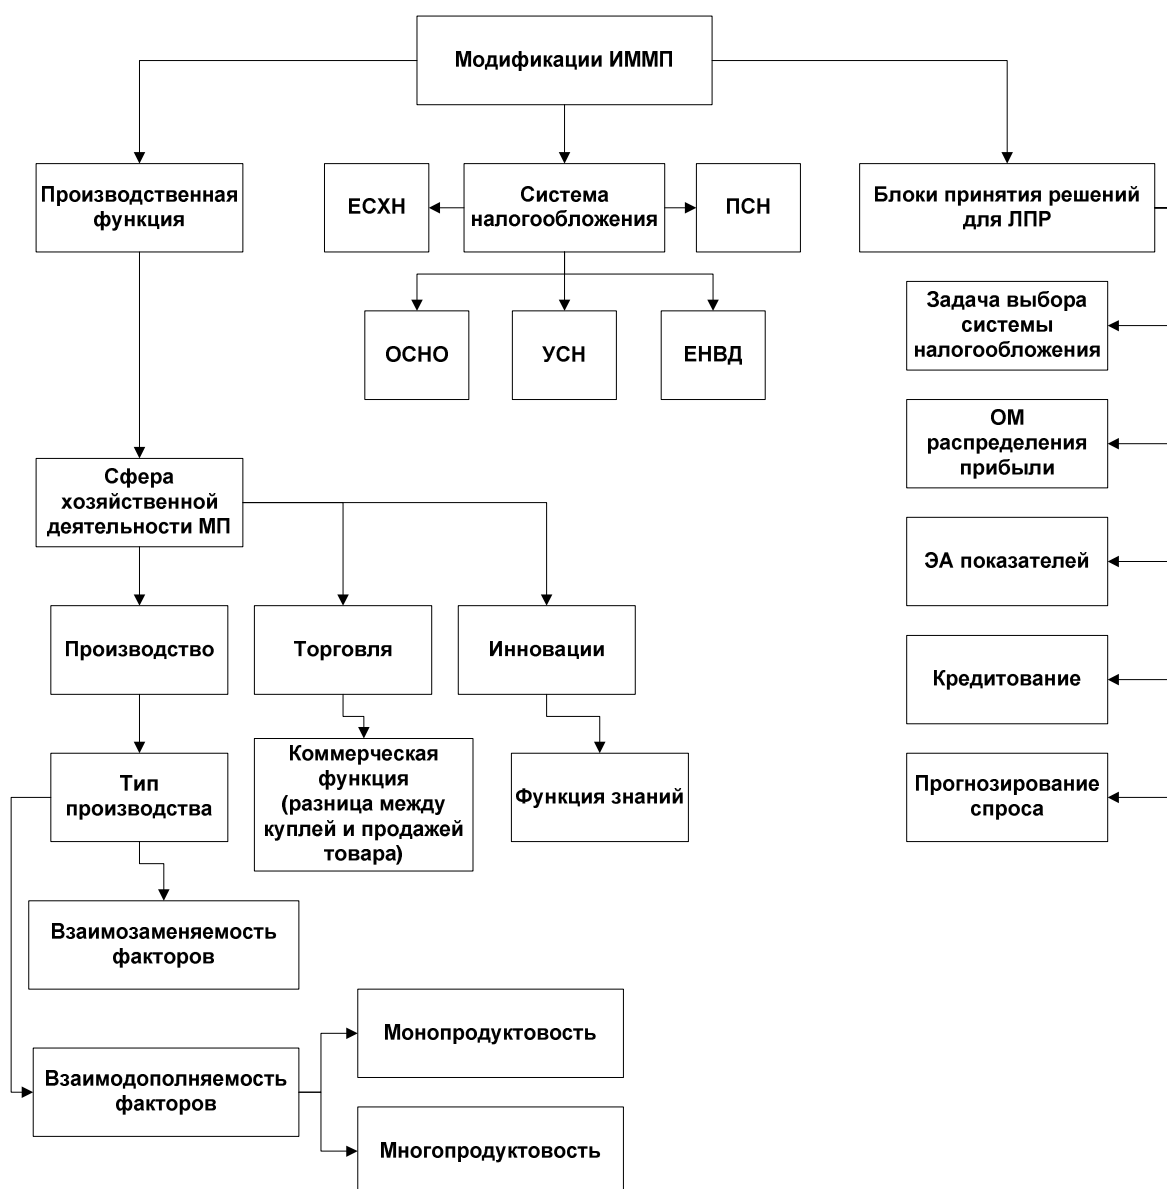 Модификации ИММП
Производственная
функция
ЕСХН
Система
налогообложения
ПСН
Блоки принятия решений
для ЛПР
ОСНО
УСН
ЕНВД
Задача выбора
системы
налогообложения
ОМ
распределения
прибыли
Сфера
хозяйственной
деятельности МП
ЭА показателей
Производство
Торговля
Инновации
Кредитование
Тип
производства
Коммерческая
функция
(разница между
куплей и продажей
товара)
Функция знаний
Прогнозирование
спроса
Взаимозаменяемость
факторов
Монопродуктовость
Взаимодополняемость
факторов
Многопродуктовость